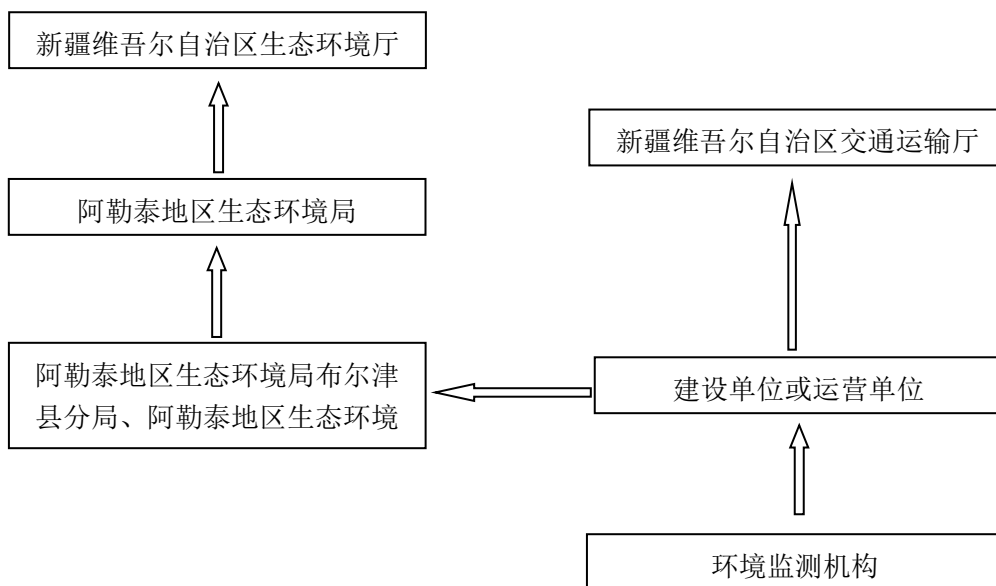 新疆维吾尔自治区生态环境厅
新疆维吾尔自治区交通运输厅
阿勒泰地区生态环境局
阿勒泰地区生态环境局布尔津
县分局、阿勒泰地区生态环境
建设单位或运营单位
环境监测机构